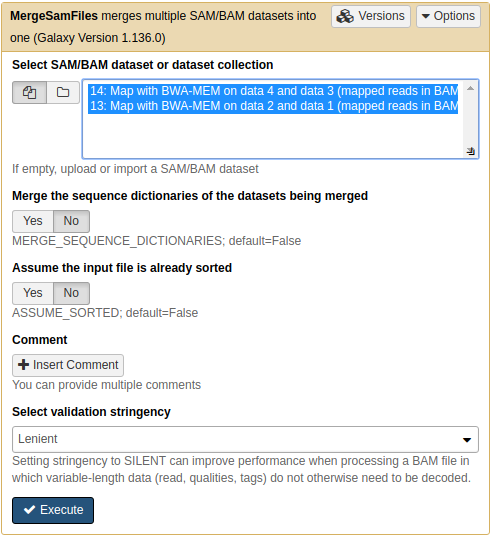 MergeSamFiles merges multiple SAM/BAM datasets into
one (Galaxy Version 1.136.0)
Versions
Options
Select SAM/BAM dataset or dataset collection
14: Map with BWA-MEM on data 4 and data 3 (mapped reads in BAM
13: Map with BWA-MEM on data 2 and data 1 (mapped reads in BAM
If empty, upload or import a SAM/BAM dataset
Merge the sequence dictionaries of the datasets being merged
Yes No
MERGE_SEQUENCE_DICTIONARIES; default=False
Assume the input file is already sorted
Yes No
ASSUME_SORTED; default=False
Comment
Insert Comment
You can provide multiple comments
Select validation stringency
Lenient
Setting stringency to SILENT can improve performance when processing a BAM file in
which variable-length data (read, qualities, tags) do not otherwise need to be decoded.
Execute